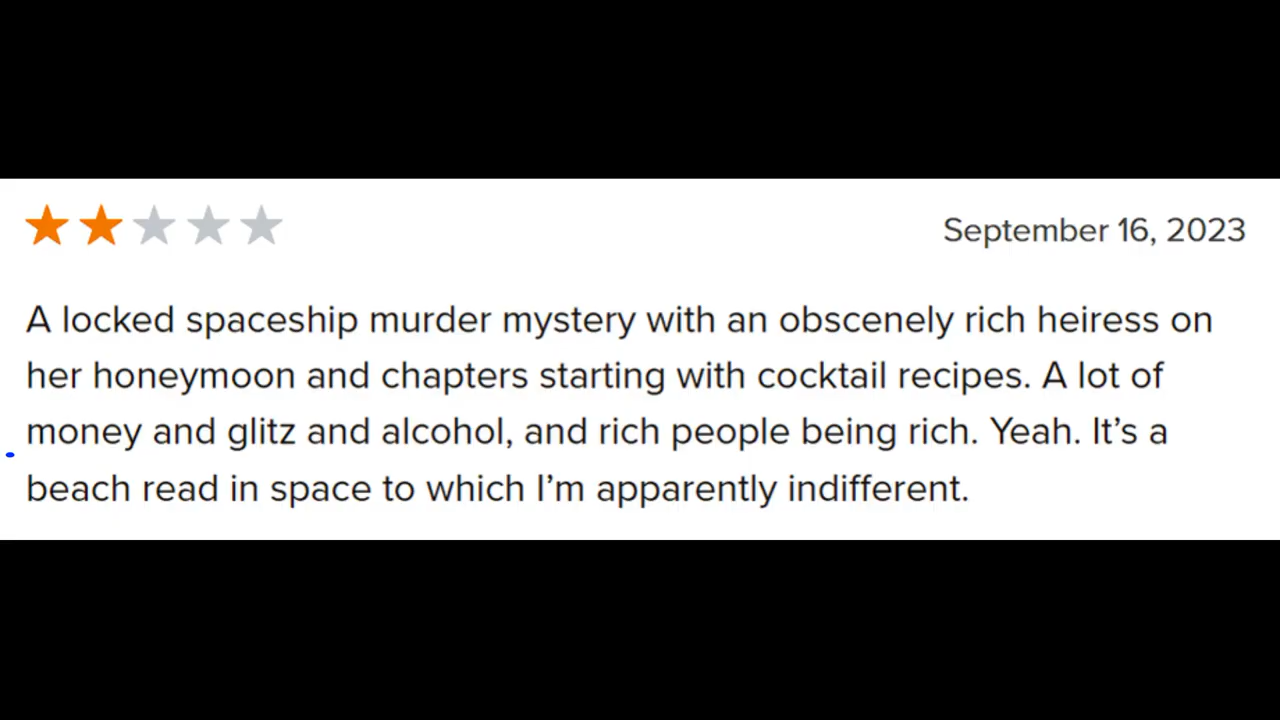 September 16, 2023
A locked spaceship murder mystery with an obscenely rich heiress on
her honeymoon and chapters starting with cocktail recipes. A lot of
money and glitz and alcohol, and rich people being rich. Yeah. It’s a
beach read in space to which I’m apparently indifferent.